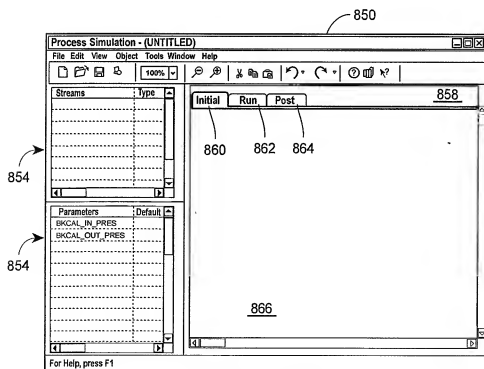 850
Process Simulation - (UNTITLED)
File Edit View Object Tools Window Help
100%
Streams Type
Initial Run Post 858
860 862 864
854
Parameters Default
BKCAL_IN_PRES
BKCAL_OUT_PRES
854
866
For Help, press F1